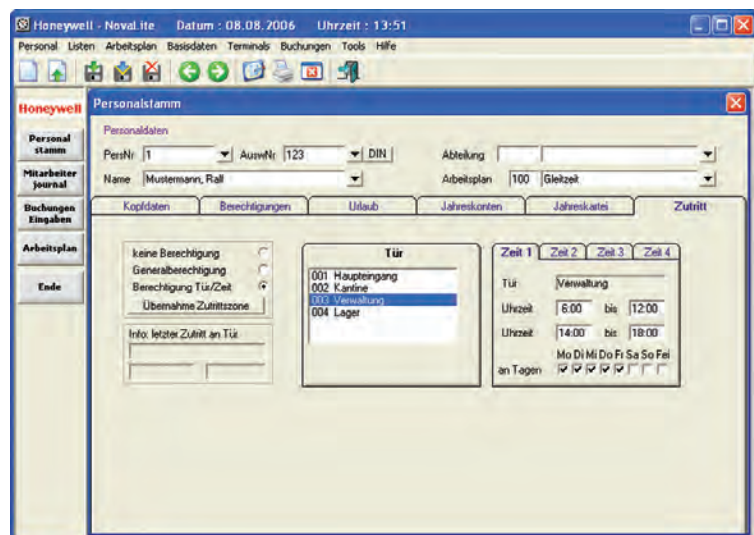 Honeywell - NovaLite Datum : 08.08.2006 Uhrzeit : 13:51
Personal Listen Arbeitsplan Basisdaten Terminals Buchungen Tools Hilfe
Honeywell
Personal
stamm
Mitarbeiter
journal
Buchungen
Eingaben
Arbeitsplan
Ende
Personalstamm
Personaldaten
PersNr 1 AuswNr 123 DIN Abteilung
Name Mustermann, Ralf Arbeitsplan 100 Gleitzeit
Kopfdaten Berechtigungen Urlaub Jahreskonten Jahreskartei Zutritt
keine Berechtigung
Generalberechtigung
Berechtigung Tür/Zeit
Übernahme Zutrittszone
Info: letzter Zutritt an Tür
Tür
001 Haupteingang
002 Kantine
003 Verwaltung
004 Lager
Zeit 1 Zeit 2 Zeit 3 Zeit 4
Tür Verwaltung
Uhrzeit 6:00 bis 12:00
Uhrzeit 14:00 bis 18:00
Mo Di Mi Do Fr Sa So Fei
an Tagen